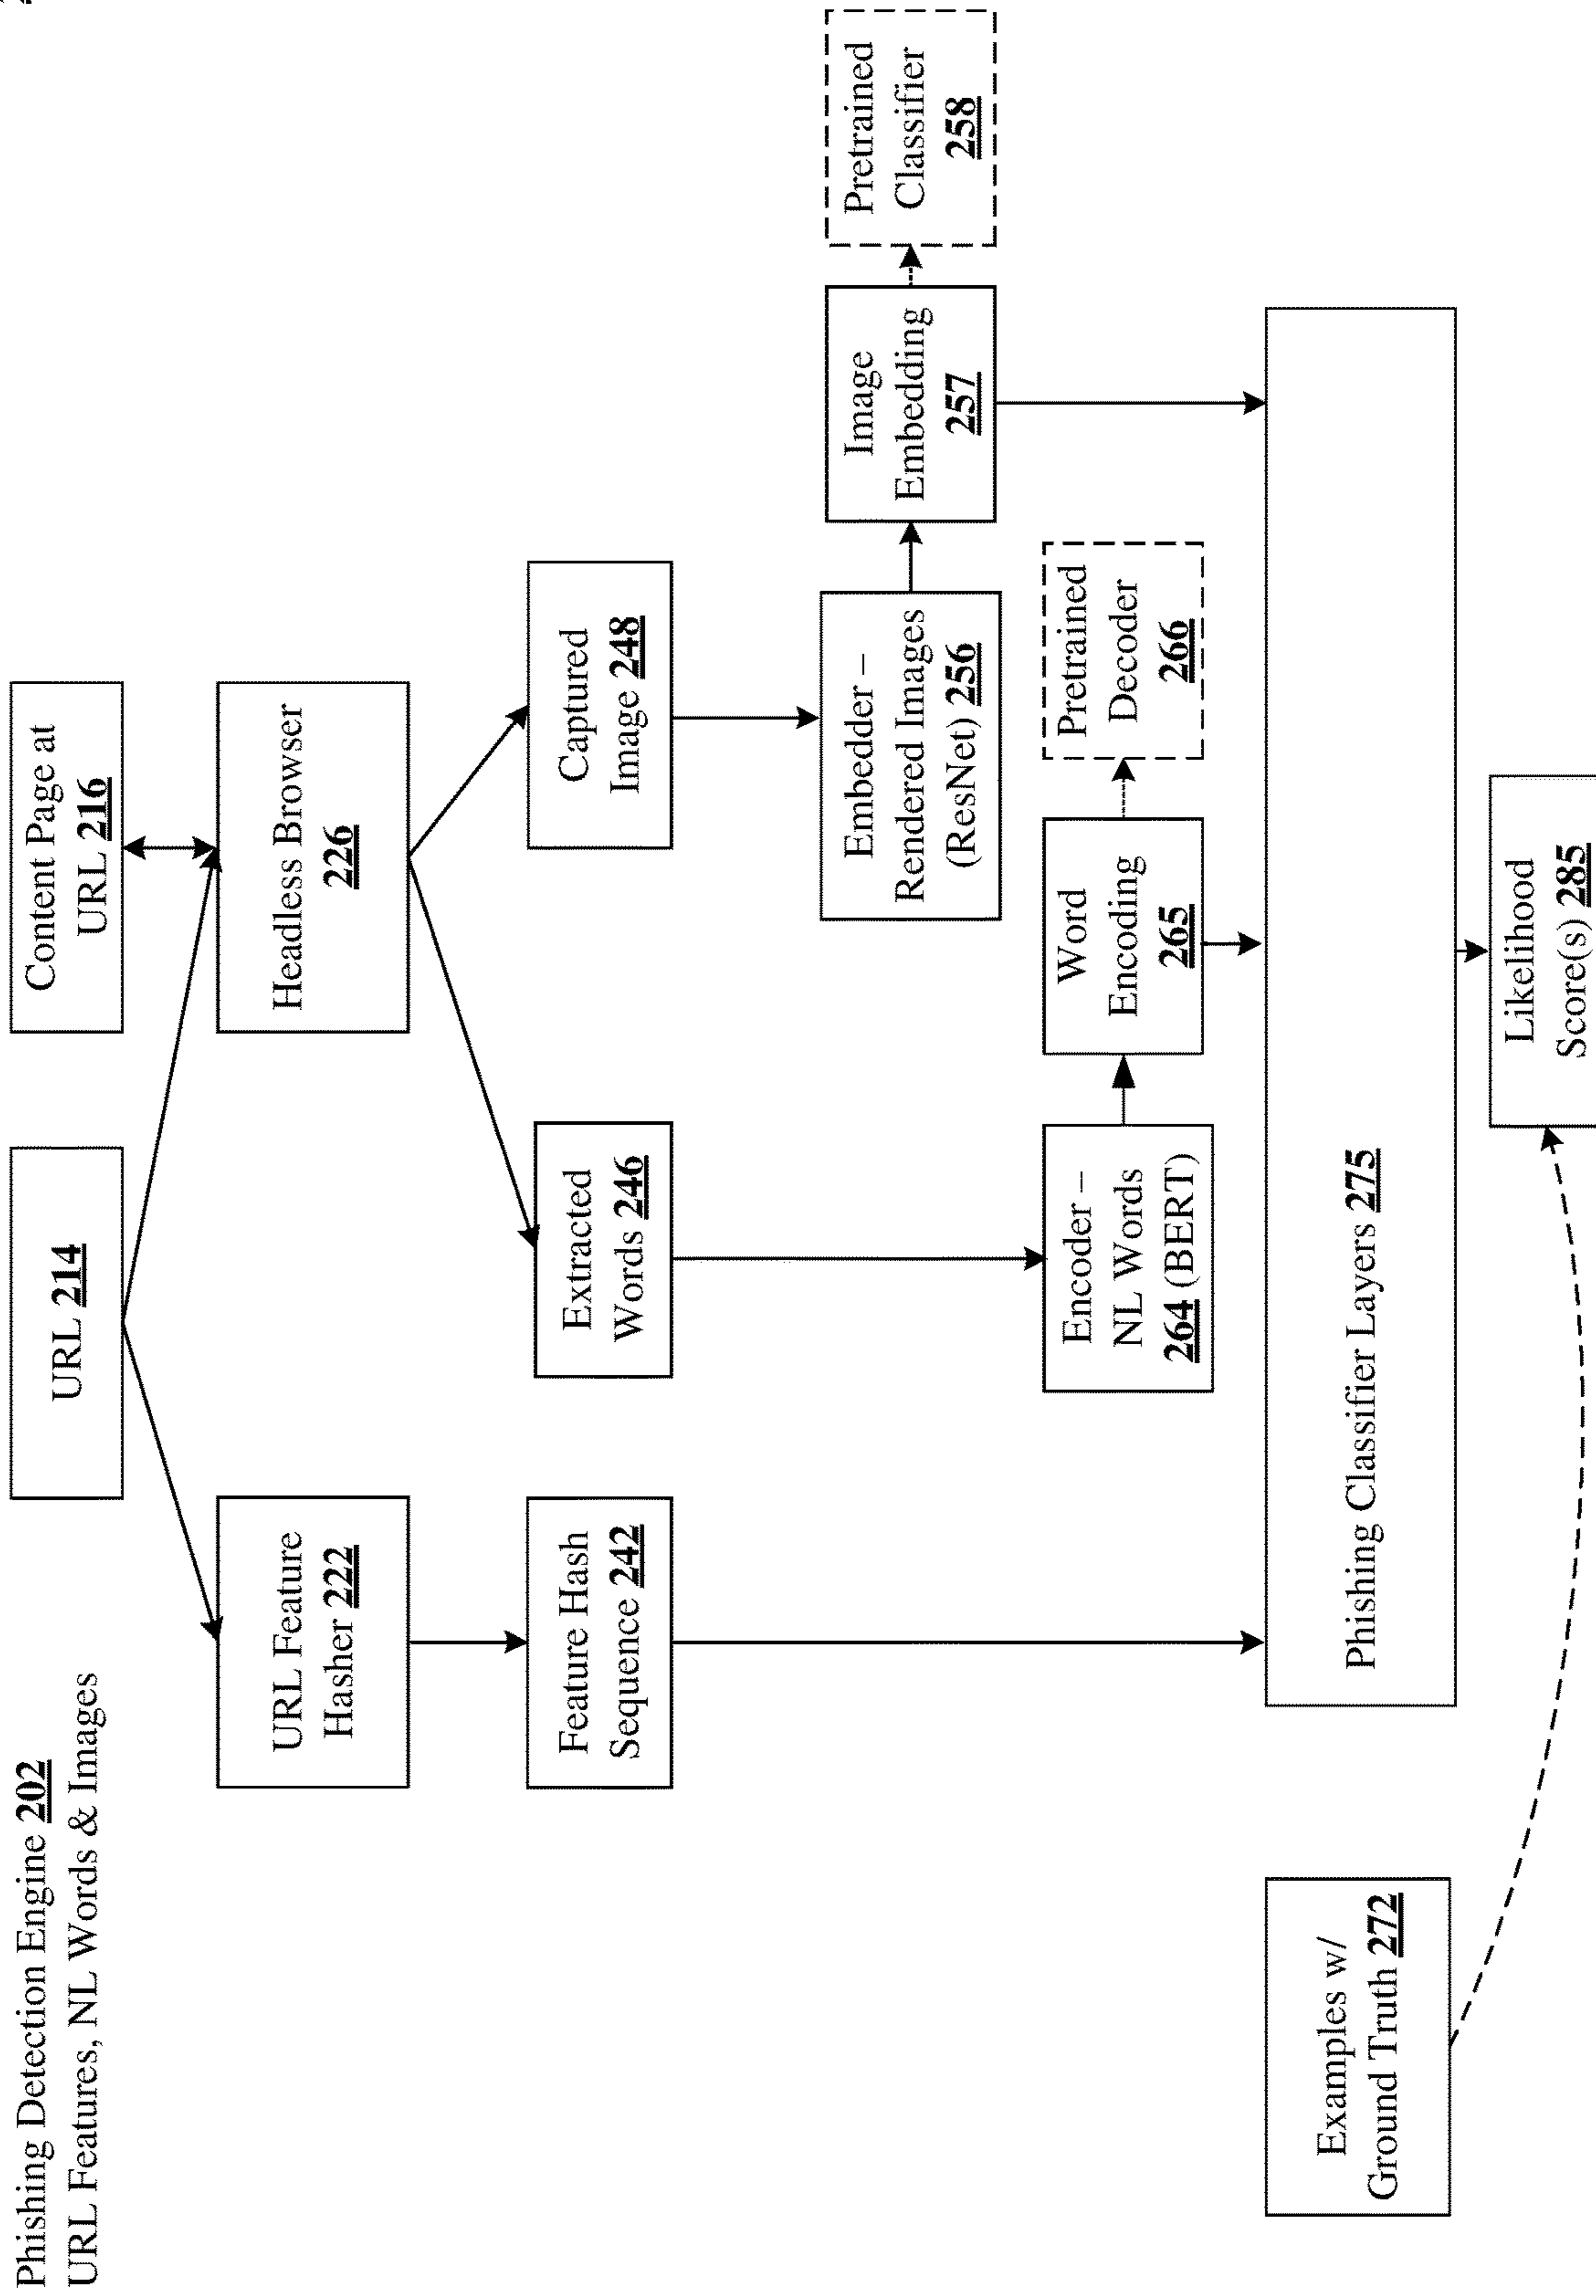 Phishing Detection Engine 202
URL Features, NL Words & Images
URL 214
Content Page at
URL 216
URL Feature
Hasher 222
Headless Browser
226
Feature Hash
Sequence 242
Extracted
Words 246
Captured
Image 248
Embedder –
Rendered Images
(ResNet) 256
Image
Embedding
257
Pretrained
Classifier
258
Encoder –
NL Words
264 (BERT)
Word
Encoding
265
Pretrained
Decoder
266
Examples w/
Ground Truth 272
Phishing Classifier Layers 275
Likelihood
Score(s) 285